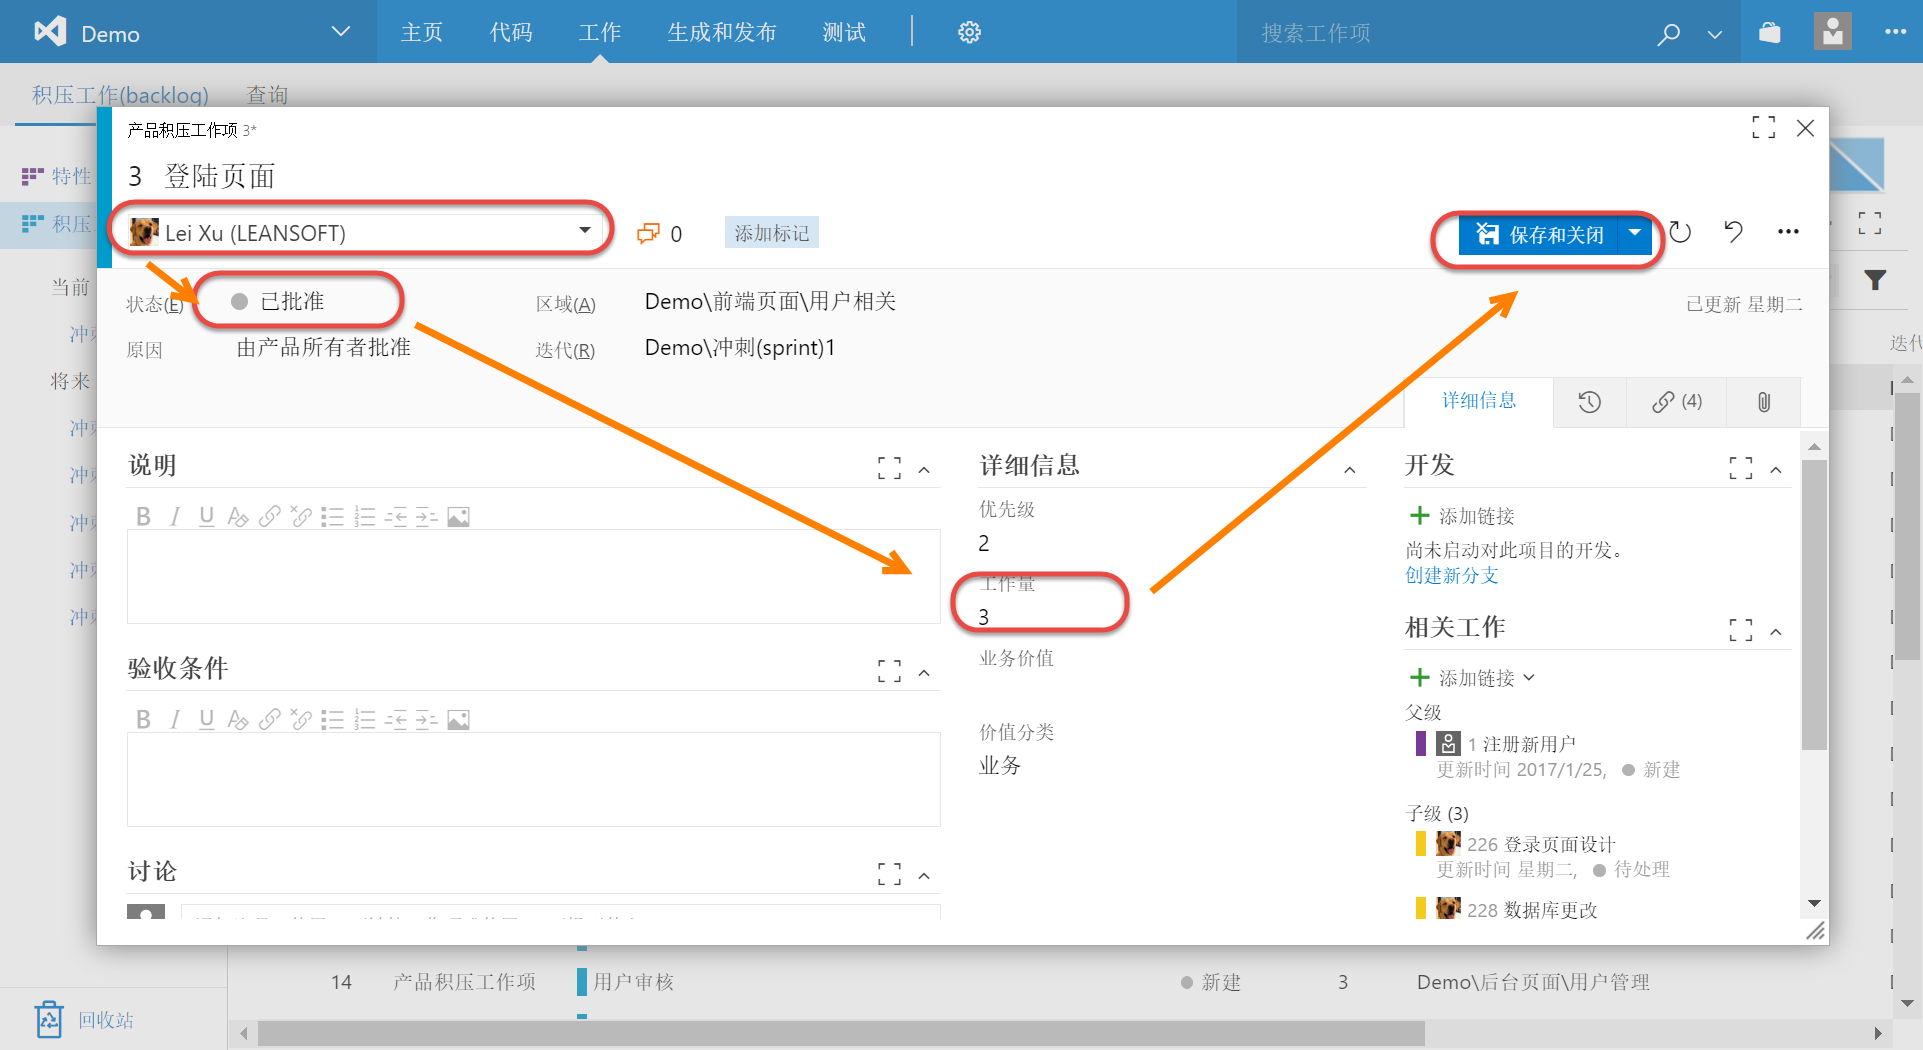 Demo
主页 代码 工作 生成和发布 测试
搜索工作项
积压工作(backlog) 查询
产品积压工作项 3*
3 登陆页面
Lei Xu (LEANSOFT)
0
添加标记
保存和关闭
特性
积压
当前
冲
将来
冲
冲
冲
冲
冲
状态(E) 已批准
区域(A) Demo\前端页面\用户相关
已更新 星期二
原因 由产品所有者批准
迭代(R) Demo\冲刺(sprint)1
迭代
详细信息
(4)
说明
详细信息
优先级
2
工作量
3
业务价值
价值分类
业务
开发
添加链接
尚未启动对此项目的开发。
创建新分支
相关工作
添加链接
父级
1 注册新用户
更新时间 2017/1/25, 新建
子级 (3)
226 登录页面设计
更新时间 星期二, 待处理
228 数据库更改
验收条件
讨论
14 产品积压工作项 用户审核 新建 3 Demo\后台页面\用户管理
回收站